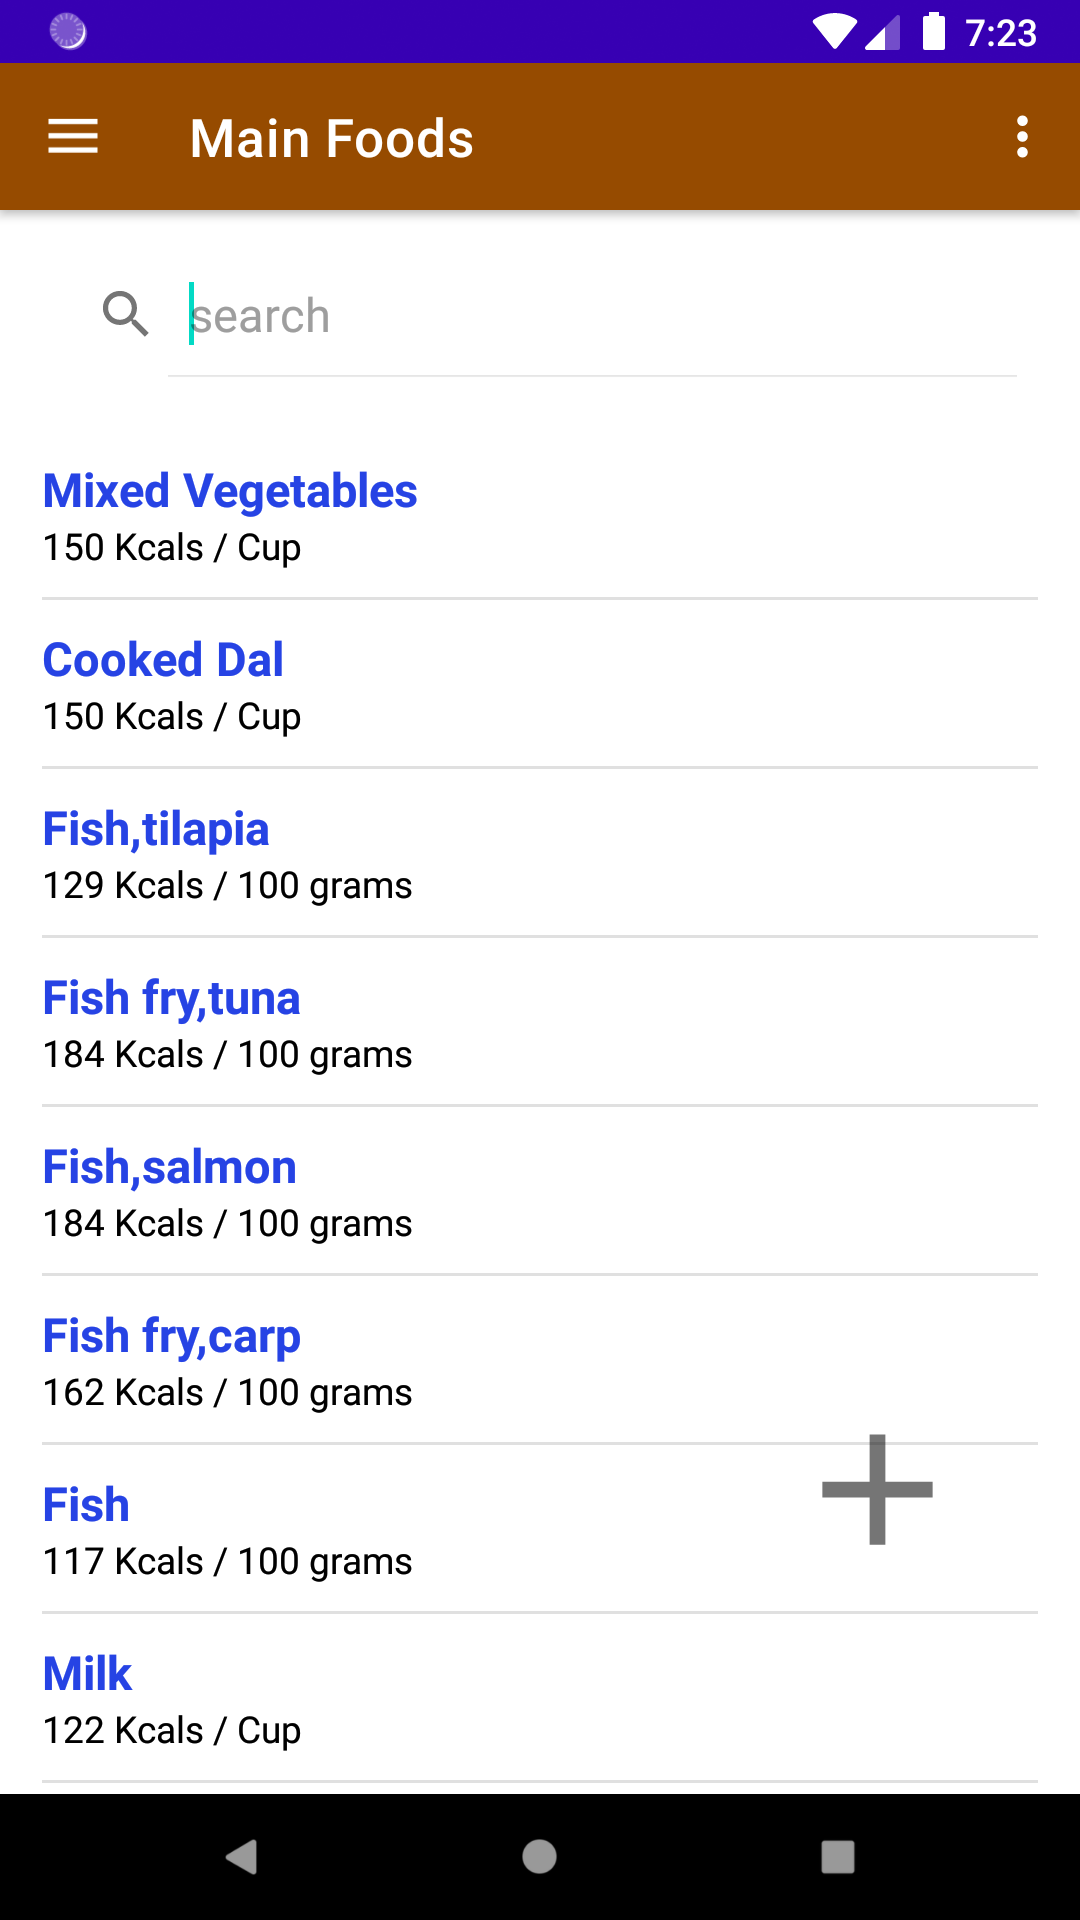 7:23
Main Foods
search
Mixed Vegetables
150 Kcals / Cup
Cooked Dal
150 Kcals / Cup
Fish,tilapia
129 Kcals / 100 grams
Fish fry,tuna
184 Kcals / 100 grams
Fish,salmon
184 Kcals / 100 grams
Fish fry,carp
162 Kcals / 100 grams
Fish
117 Kcals / 100 grams
Milk
122 Kcals / Cup